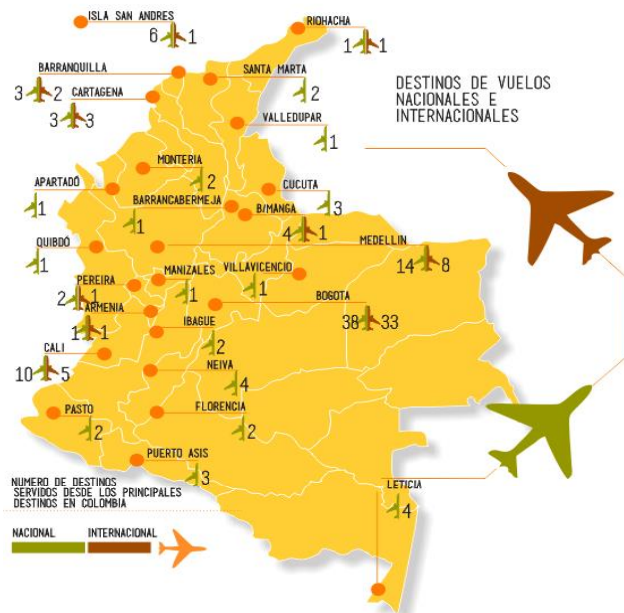 ISLA SAN ANDRES
6 1
RIOHACHA
1 1
BARRANQUILLA
3 2
SANTA MARTA
2
CARTAGENA
3 3
DESTINOS DE VUELOS
NACIONALES E
INTERNACIONALES
VALLEDUPAR
1
MONTERIA
2
APARTADÓ
1
CUCUTA
3
BARRANCABERMEJA
1
B/MANGA
4 1
QUIBDÓ
1
MEDELLIN
14 8
PEREIRA
2 1
MANIZALES
1
VILLAVICENCIO
1
BOGOTA
38 33
ARMENIA
1 1
IBAGUE
2
CALI
10 5
NEIVA
4
PASTO
2
FLORENCIA
2
PUERTO ASIS
3
NUMERO DE DESTINOS
SERVIDOS DESDE LOS PRINCIPALES
DESTINOS EN COLOMBIA
LETICIA
4
NACIONAL INTERNACIONAL